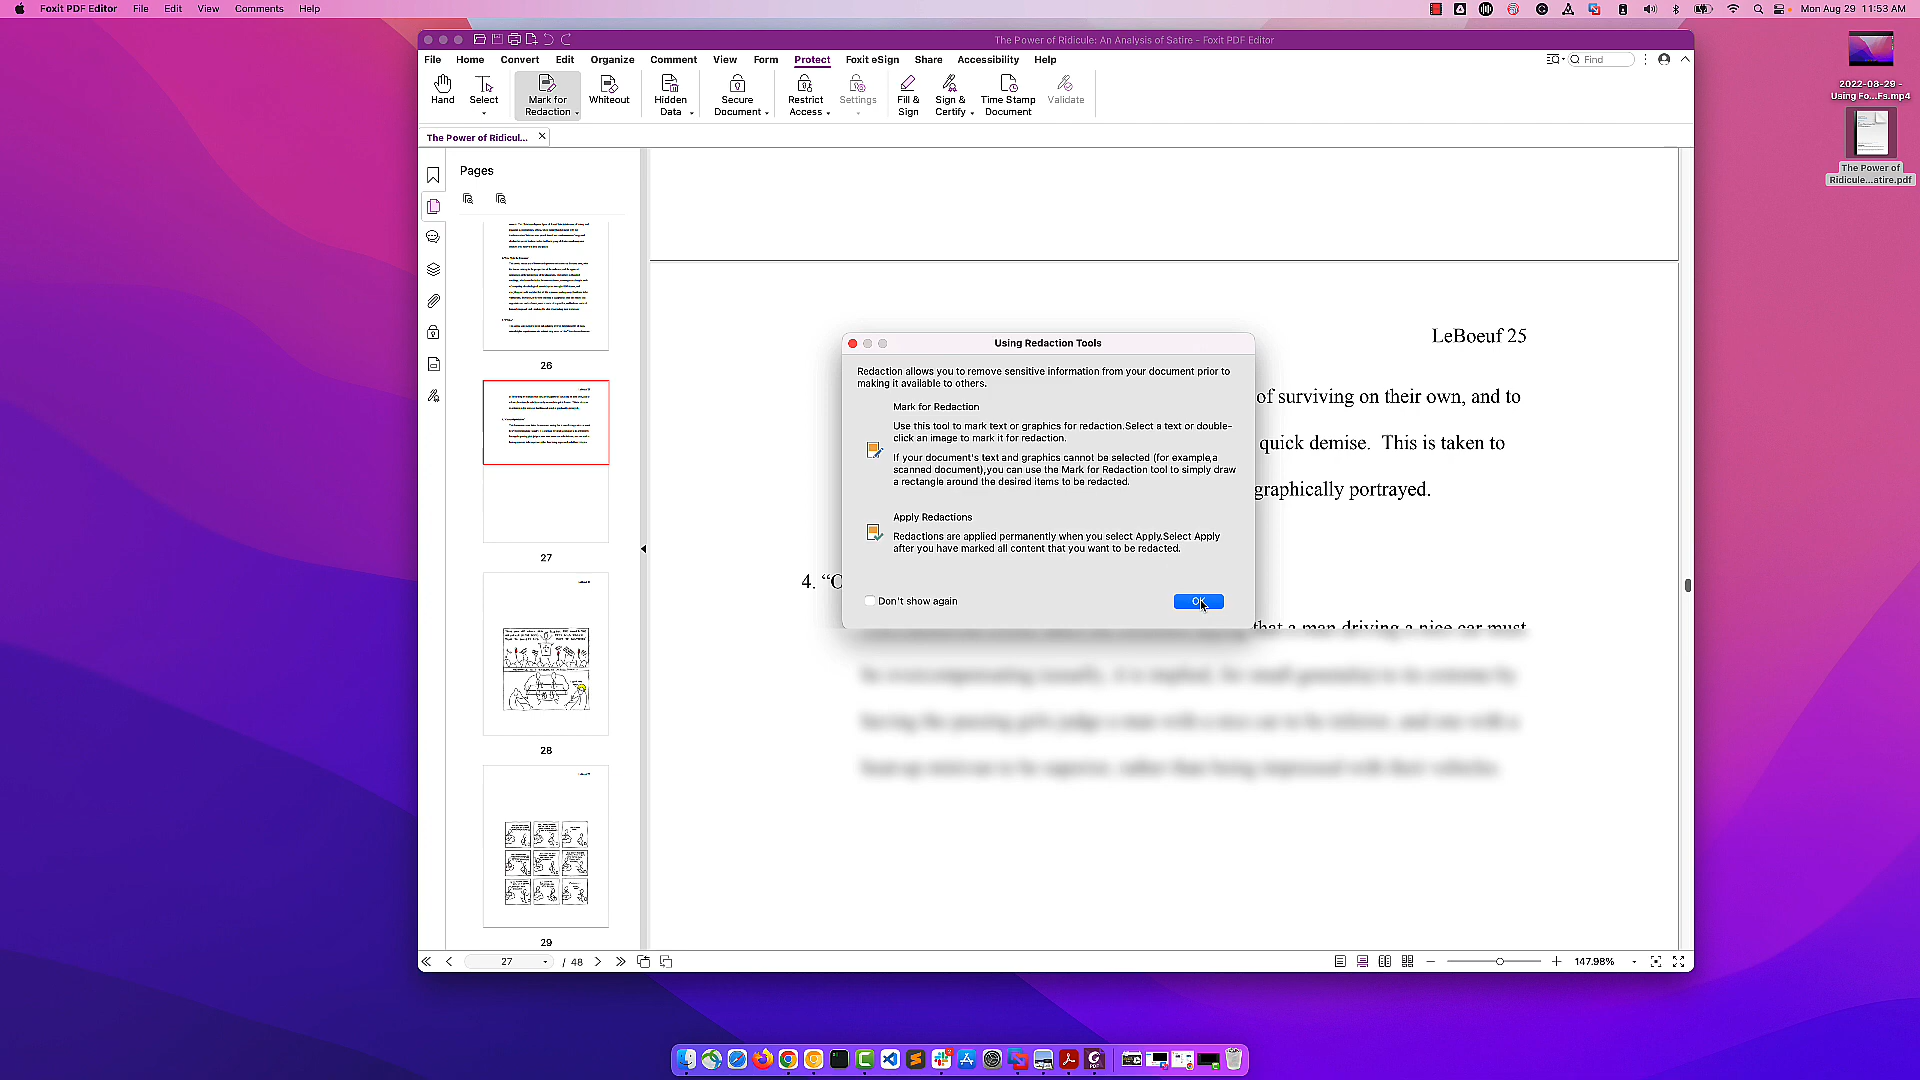 Foxit PDF Editor File Edit View Comments Help Mon Aug 29 11:53 AM
The Power of Ridicule: An Analysis of Satire - Foxit PDF Editor
File Home Convert Edit Organize Comment View Form Protect Foxit eSign Share Accessibility Help Find
Hand Select Mark for Redaction Whiteout Hidden Data Secure Document Restrict Access Settings Fill & Sign Sign & Certify Time Stamp Document Validate
The Power of Ridicul...
2022-08-29 -
Using Fo...Fs.mp4
The Power of
Ridicule...atire.pdf
Pages
26
27
28
29
LeBoeuf 25
of surviving on their own, and to
quick demise. This is taken to
graphically portrayed.
4. “O
that a man driving a nice car must
Using Redaction Tools
Redaction allows you to remove sensitive information from your document prior to
making it available to others.
Mark for Redaction
Use this tool to mark text or graphics for redaction.Select a text or double-
click an image to mark it for redaction.
If your document's text and graphics cannot be selected (for example,a
scanned document),you can use the Mark for Redaction tool to simply draw
a rectangle around the desired items to be redacted.
Apply Redactions
Redactions are applied permanently when you select Apply.Select Apply
after you have marked all content that you want to be redacted.
Don't show again
OK
27 / 48
147.98%